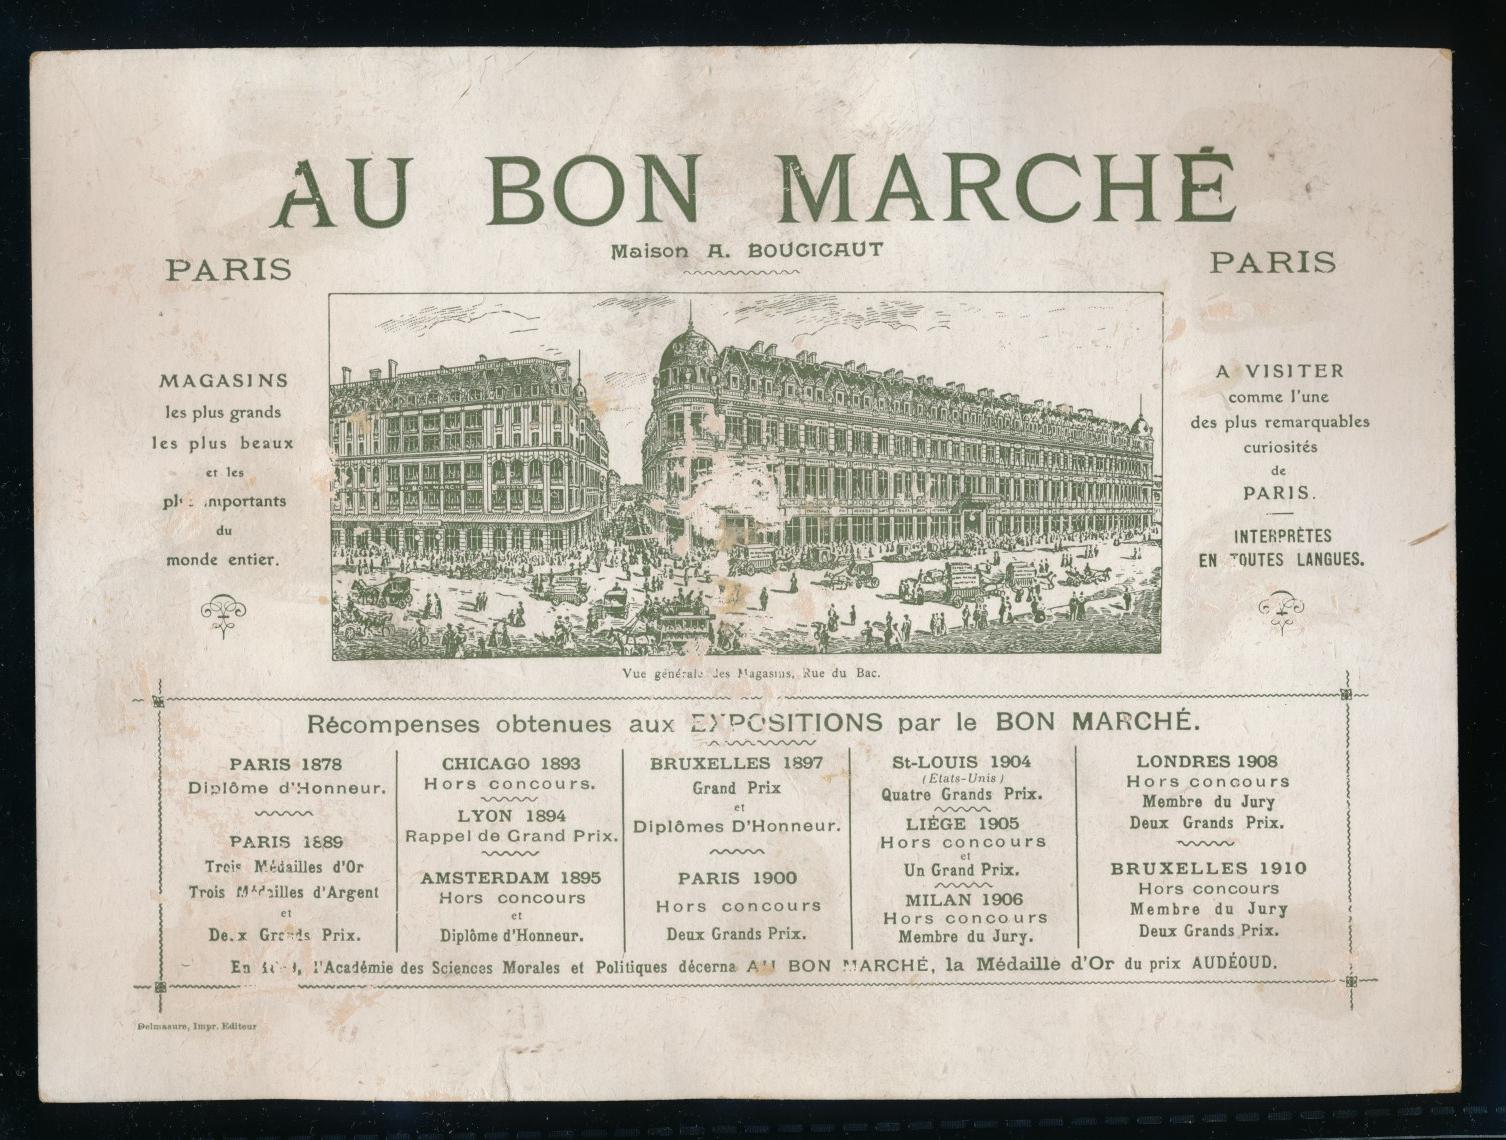 AU BON MARCHÉ
Maison A. BOUCICAUT
PARIS
PARIS
MAGASINS
les plus grands
les plus beaux
et les
plus importants
du
monde entier.
A VISITER
comme l'une
des plus remarquables
curiosités
de
PARIS.
INTERPRÈTES
EN TOUTES LANGUES.
Vue générale des Magasins, Rue du Bac.
Récompenses obtenues aux EXPOSITIONS par le BON MARCHÉ.
PARIS 1878
Diplôme d'Honneur.
PARIS 1889
Trois Médailles d'Or
Trois Médailles d'Argent
et
Deux Grands Prix.
CHICAGO 1893
Hors concours.
LYON 1894
Rappel de Grand Prix.
AMSTERDAM 1895
Hors concours
et
Diplôme d'Honneur.
BRUXELLES 1897
Grand Prix
et
Diplômes D'Honneur.
PARIS 1900
Hors concours
Deux Grands Prix.
St-LOUIS 1904
(Etats-Unis)
Quatre Grands Prix.
LIÉGE 1905
Hors concours
et
Un Grand Prix.
MILAN 1906
Hors concours
Membre du Jury.
LONDRES 1908
Hors concours
Membre du Jury
Deux Grands Prix.
BRUXELLES 1910
Hors concours
Membre du Jury
Deux Grands Prix.
En l'Académie des Sciences Morales et Politiques décerna AU BON MARCHÉ, la Médaille d'Or du prix AUDÉOUD.
Delmasure, Impr. Editeur